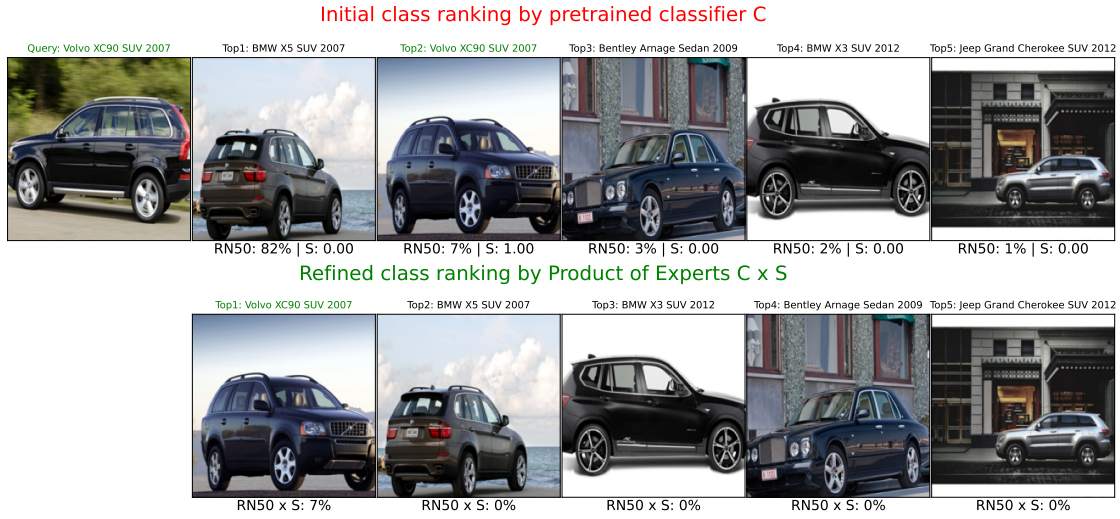 Initial class ranking by pretrained classifier C
Query: Volvo XC90 SUV 2007 Top1: BMW X5 SUV 2007 Top2: Volvo XC90 SUV 2007 Top3: Bentley Arnage Sedan 2009 Top4: BMW X3 SUV 2012 Top5: Jeep Grand Cherokee SUV 2012
RN50: 82% | S: 0.00 RN50: 7% | S: 1.00 RN50: 3% | S: 0.00 RN50: 2% | S: 0.00 RN50: 1% | S: 0.00
Refined class ranking by Product of Experts C x S
Top1: Volvo XC90 SUV 2007 Top2: BMW X5 SUV 2007 Top3: BMW X3 SUV 2012 Top4: Bentley Arnage Sedan 2009 Top5: Jeep Grand Cherokee SUV 2012
RN50 x S: 7% RN50 x S: 0% RN50 x S: 0% RN50 x S: 0% RN50 x S: 0%